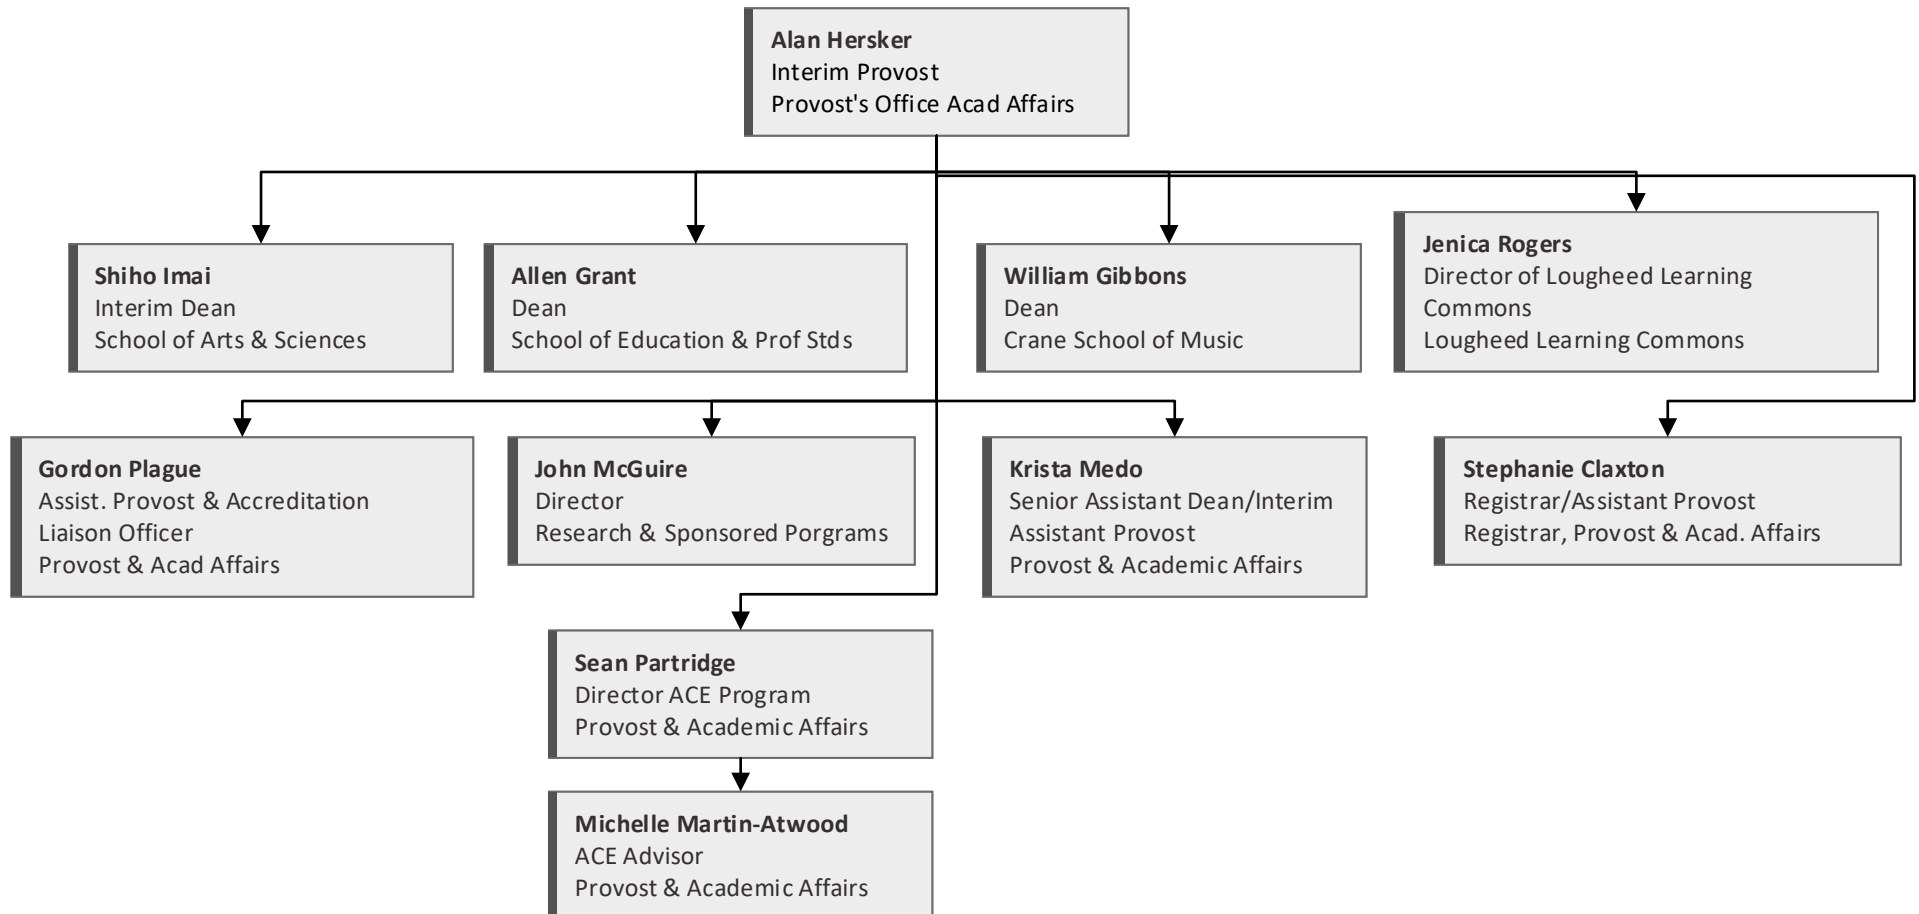 Alan Hersker
Interim Provost
Provost's Office Acad Affairs
Shiho Imai
Interim Dean
School of Arts & Sciences
Allen Grant
Dean
School of Education & Prof Stds
William Gibbons
Dean
Crane School of Music
Jenica Rogers
Director of Lougheed Learning
Commons
Lougheed Learning Commons
Gordon Plague
Assist. Provost & Accreditation
Liaison Officer
Provost & Acad Affairs
John McGuire
Director
Research & Sponsored Porgrams
Krista Medo
Senior Assistant Dean/Interim
Assistant Provost
Provost & Academic Affairs
Stephanie Claxton
Registrar/Assistant Provost
Registrar, Provost & Acad. Affairs
Sean Partridge
Director ACE Program
Provost & Academic Affairs
Michelle Martin-Atwood
ACE Advisor
Provost & Academic Affairs